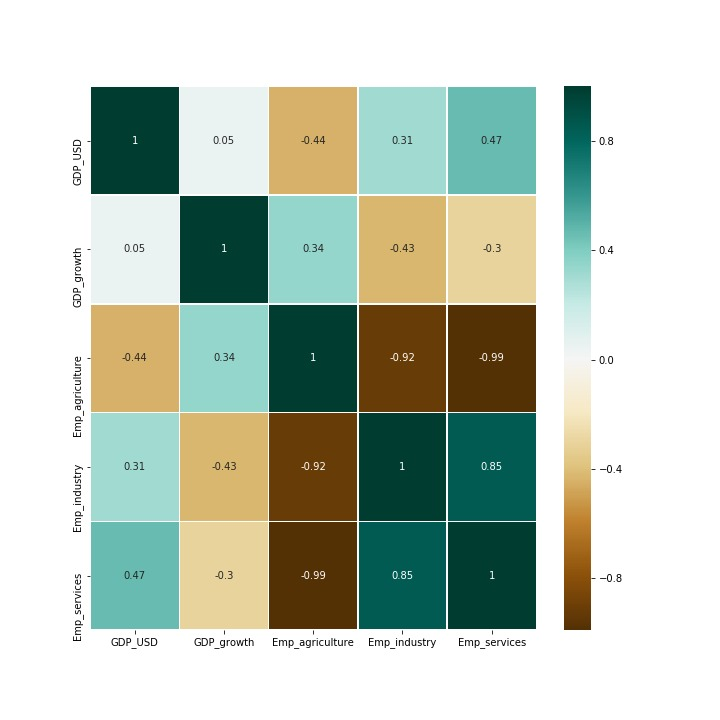 GDP_USD 1 0.05 -0.44 0.31 0.47
GDP_growth 0.05 1 0.34 -0.43 -0.3
Emp_agriculture -0.44 0.34 1 -0.92 -0.99
Emp_industry 0.31 -0.43 -0.92 1 0.85
Emp_services 0.47 -0.3 -0.99 0.85 1
GDP_USD GDP_growth Emp_agriculture Emp_industry Emp_services
0.8
0.4
0.0
−0.4
−0.8